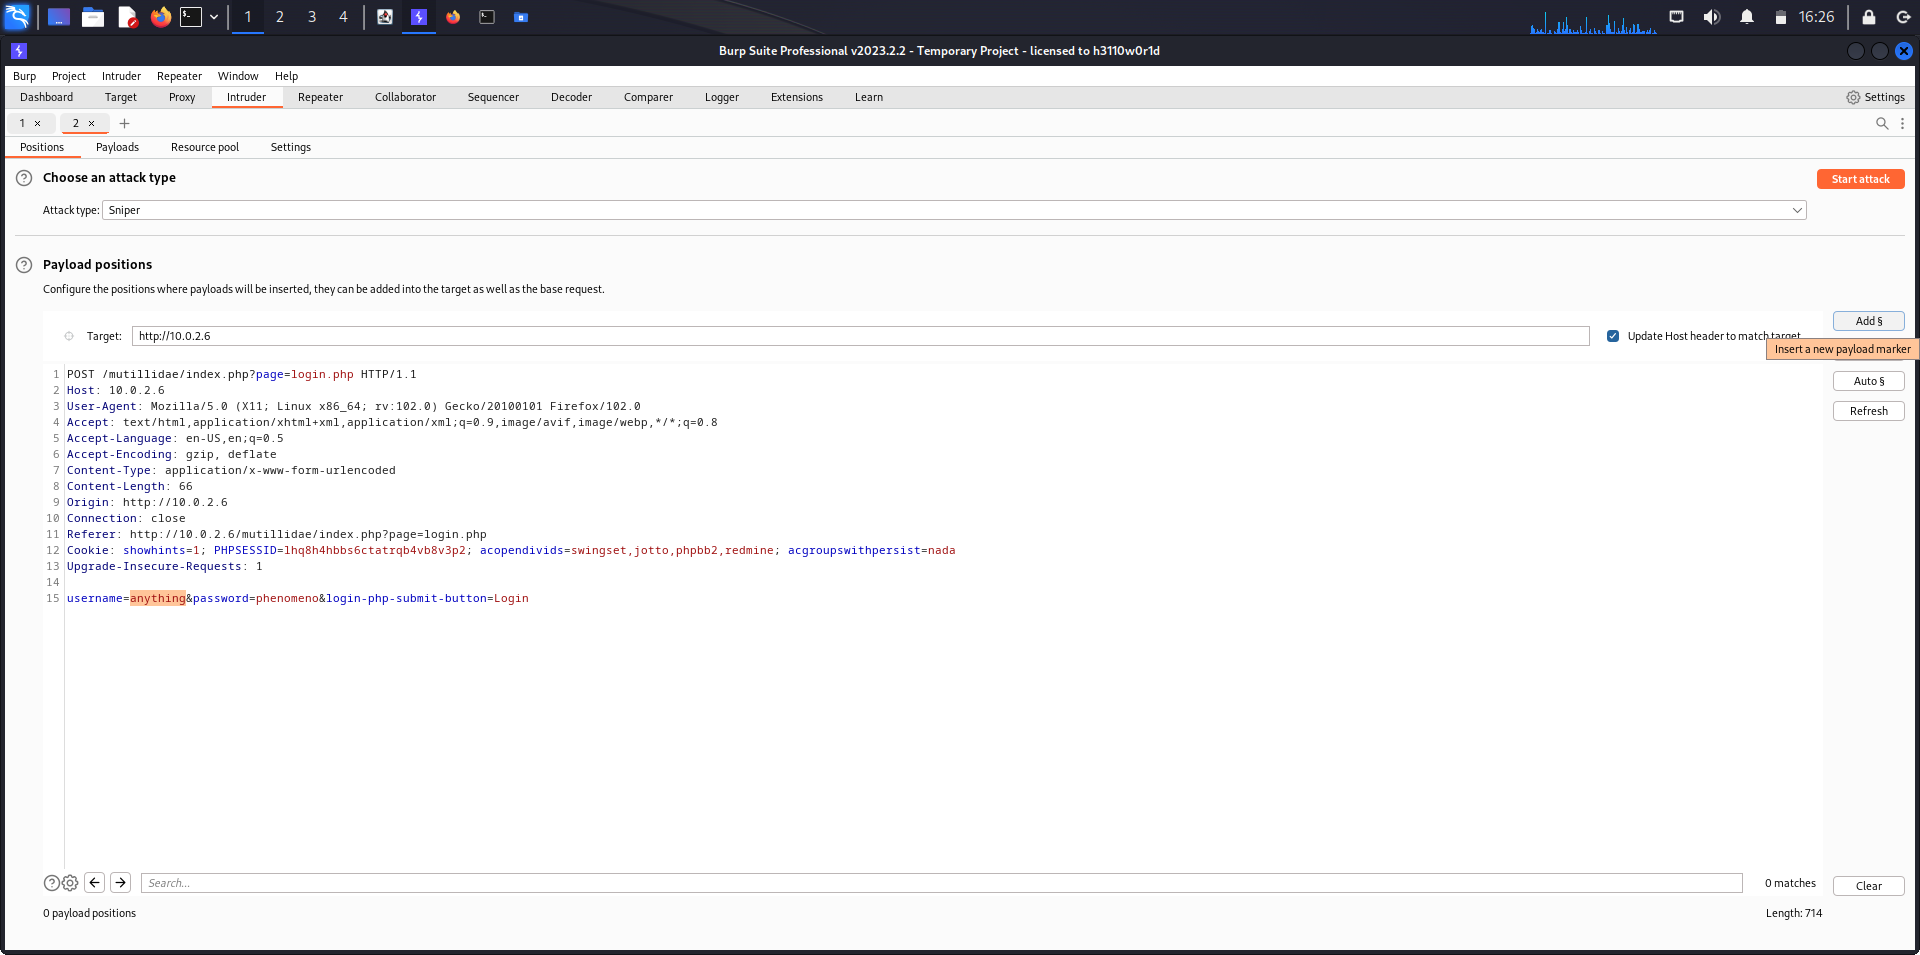 1 2 3 4 16:26
Burp Suite Professional v2023.2.2 - Temporary Project - licensed to h3110w0r1d
Burp Project Intruder Repeater Window Help
Dashboard Target Proxy Intruder Repeater Collaborator Sequencer Decoder Comparer Logger Extensions Learn Settings
1 × 2 × +
Positions Payloads Resource pool Settings
Choose an attack type
Start attack
Attack type: Sniper
Payload positions
Configure the positions where payloads will be inserted, they can be added into the target as well as the base request.
Add §
Target: http://10.0.2.6 Update Host header to match target
Insert a new payload marker
1 POST /mutillidae/index.php?page=login.php HTTP/1.1
Auto §
2 Host: 10.0.2.6
3 User-Agent: Mozilla/5.0 (X11; Linux x86_64; rv:102.0) Gecko/20100101 Firefox/102.0
Refresh
4 Accept: text/html,application/xhtml+xml,application/xml;q=0.9,image/avif,image/webp,*/*;q=0.8
5 Accept-Language: en-US,en;q=0.5
6 Accept-Encoding: gzip, deflate
7 Content-Type: application/x-www-form-urlencoded
8 Content-Length: 66
9 Origin: http://10.0.2.6
10 Connection: close
11 Referer: http://10.0.2.6/mutillidae/index.php?page=login.php
12 Cookie: showhints=1; PHPSESSID=lhq8h4hbbs6ctatrqb4vb8v3p2; acopendivids=swingset,jotto,phpbb2,redmine; acgroupswithpersist=nada
13 Upgrade-Insecure-Requests: 1
14
15 username=anything&password=phenomeno&login-php-submit-button=Login
Search... 0 matches Clear
0 payload positions Length: 714